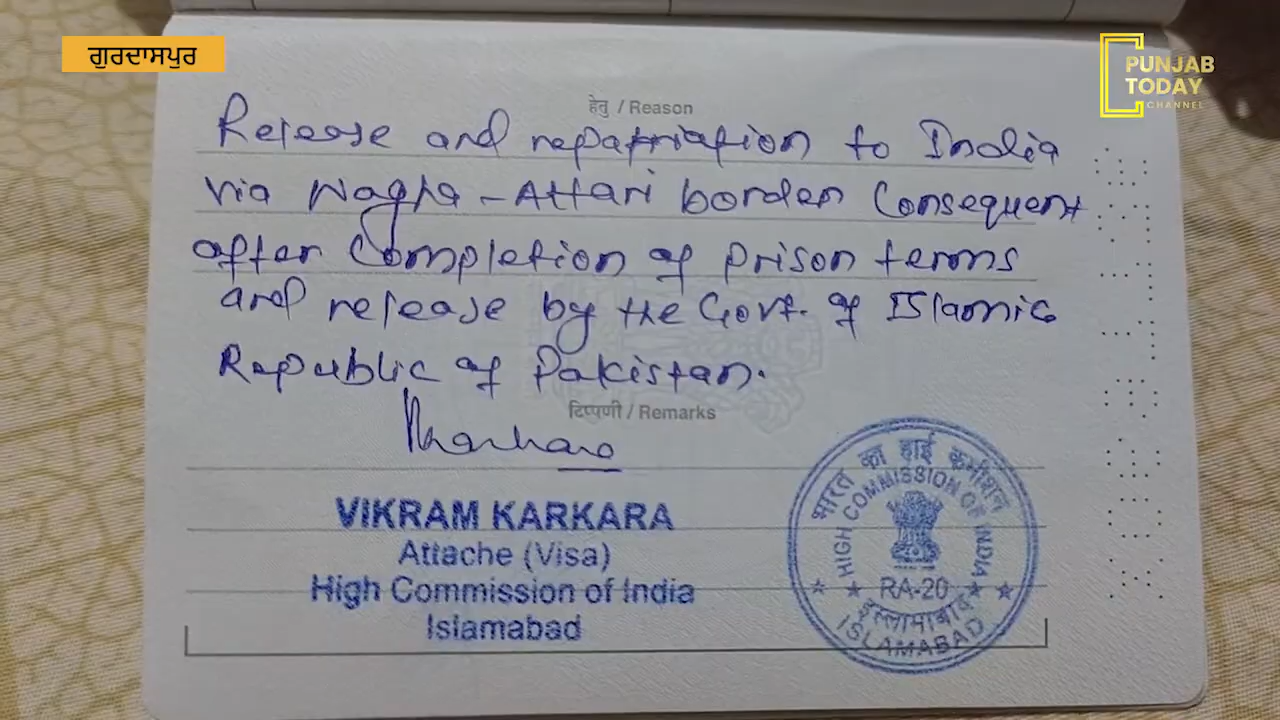 ਗੁਰਦਾਸਪੁਰ
PUNJAB
TODAY
CHANNEL
हेतु / Reason
Release and repatriation to India
via Wagha - Attari border Consequent
after Completion of prison terms
and release by the Govt. of Islamic
Republic of Pakistan.
टिप्पणी / Remarks
VIKRAM KARKARA
Attache (Visa)
High Commission of India
Islamabad
भारत का हाई कमीशन
HIGH COMMISSION OF INDIA
RA-20
इस्लामाबाद
ISLAMABAD